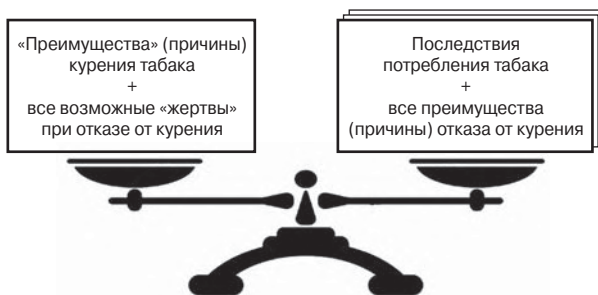 «Преимущества» (причины)
курения табака
+
все возможные «жертвы»
при отказе от курения
Последствия
потребления табака
+
все преимущества
(причины) отказа от курения